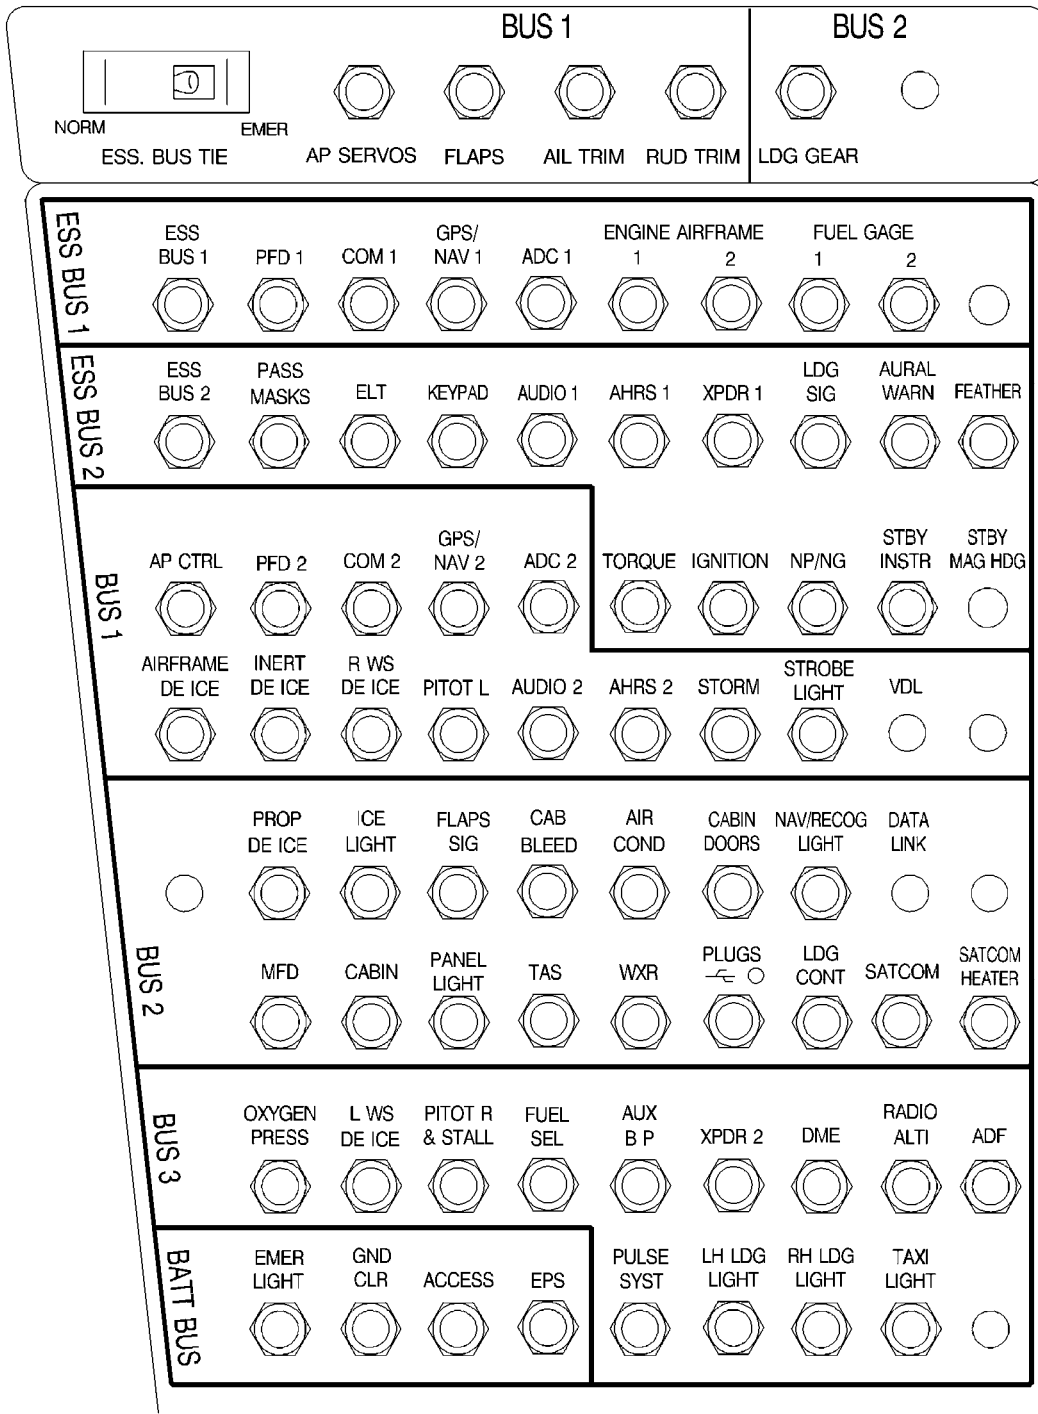 BUS 1
BUS 2
NORM
EMER
ESS. BUS TIE
AP SERVOS
FLAPS
AIL TRIM
RUD TRIM
LDG GEAR
ESS BUS 1
ESS
BUS 1
PFD 1
COM 1
GPS/
NAV 1
ADC 1
ENGINE AIRFRAME
1
2
FUEL GAGE
1
2
ESS BUS 2
ESS
BUS 2
PASS
MASKS
ELT
KEYPAD
AUDIO 1
AHRS 1
XPDR 1
LDG
SIG
AURAL
WARN
FEATHER
TORQUE
IGNITION
NP/NG
STBY
INSTR
STBY
MAG HDG
BUS 1
AP CTRL
PFD 2
COM 2
GPS/
NAV 2
ADC 2
AIRFRAME
DE ICE
INERT
DE ICE
R WS
DE ICE
PITOT L
AUDIO 2
AHRS 2
STORM
STROBE
LIGHT
VDL
BUS 2
PROP
DE ICE
ICE
LIGHT
FLAPS
SIG
CAB
BLEED
AIR
COND
CABIN
DOORS
NAV/RECOG
LIGHT
DATA
LINK
MFD
CABIN
PANEL
LIGHT
TAS
WXR
PLUGS
LDG
CONT
SATCOM
SATCOM
HEATER
BUS 3
OXYGEN
PRESS
L WS
DE ICE
PITOT R
& STALL
FUEL
SEL
AUX
B P
XPDR 2
DME
RADIO
ALTI
ADF
PULSE
SYST
LH LDG
LIGHT
RH LDG
LIGHT
TAXI
LIGHT
BATT BUS
EMER
LIGHT
GND
CLR
ACCESS
EPS